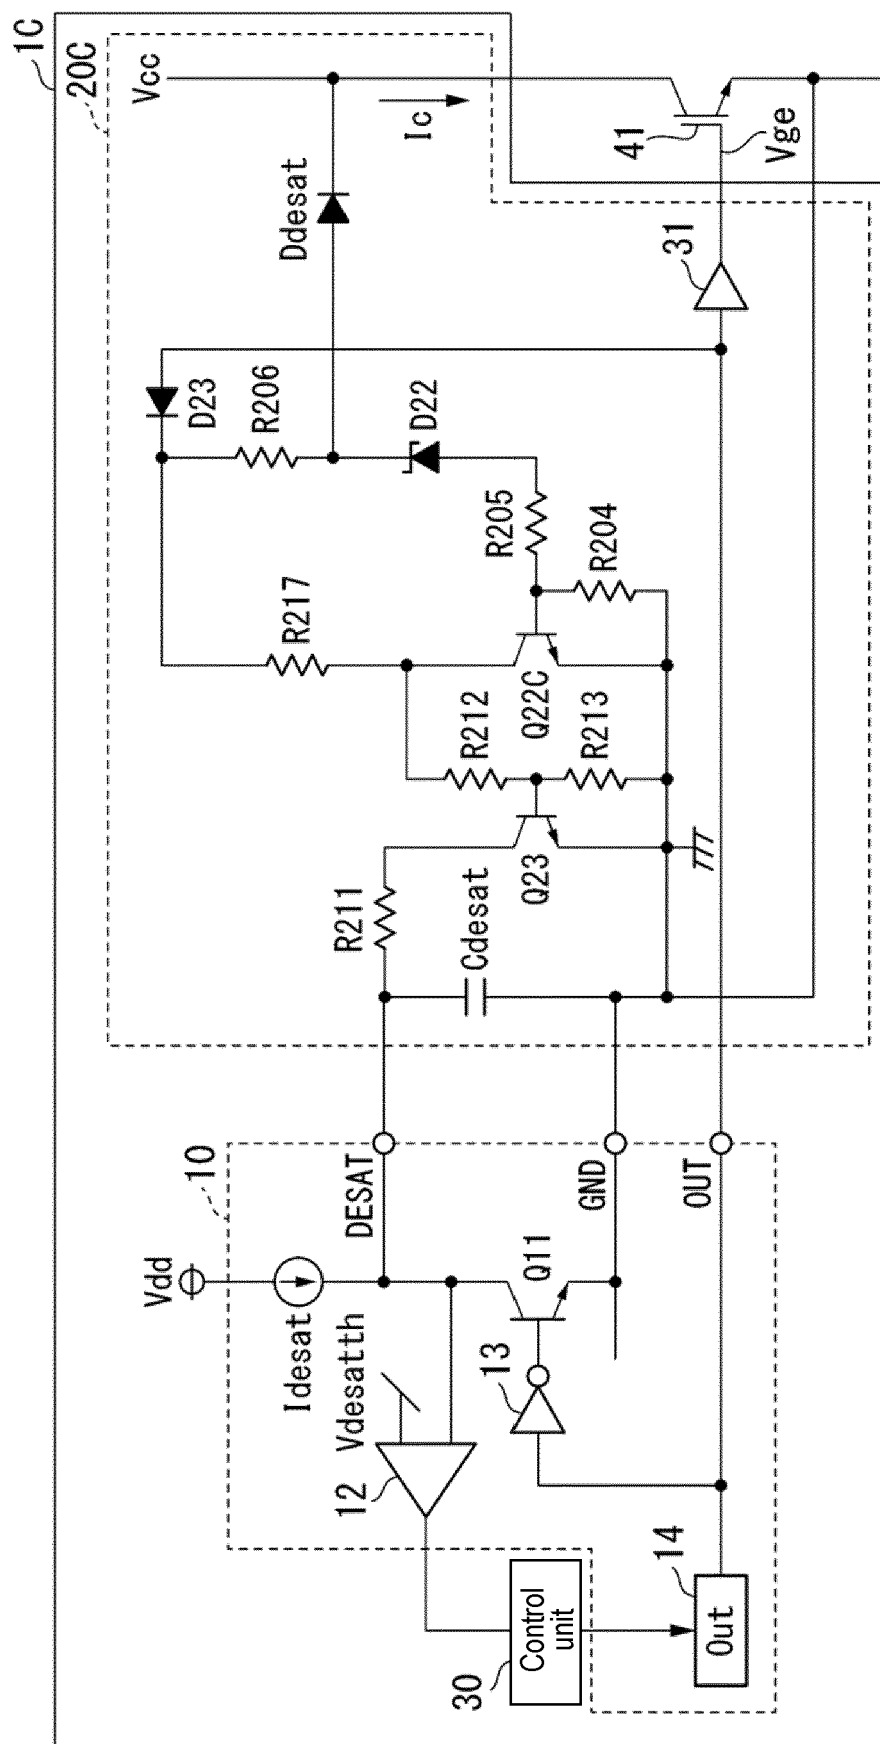 1C
20C
Vcc
Ic
41
Vge
Ddesat
31
D23
R206
D22
R205
R204
R217
Q22C
R212
R213
Q23
R211
Cdesat
10
DESAT
GND
OUT
Vdd
Idesat
Q11
Vdesatth
13
12
14
Out
30
Control
unit